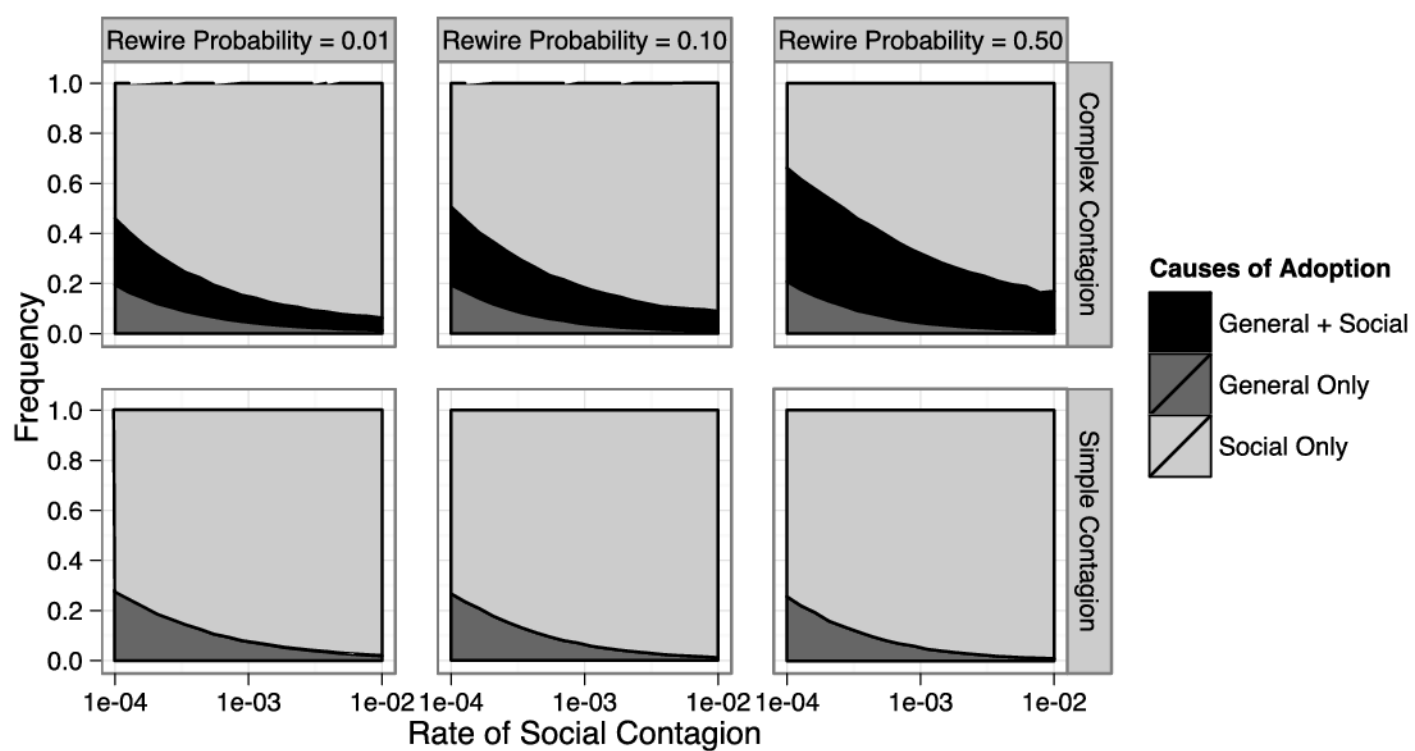 Rewire Probability = 0.01
Rewire Probability = 0.10
Rewire Probability = 0.50
Complex Contagion
1.0
0.8
0.6
0.4
0.2
0.0
Simple Contagion
1.0
0.8
0.6
0.4
0.2
0.0
Frequency
1e-04
1e-03
1e-02
1e-04
1e-03
1e-02
1e-04
1e-03
1e-02
Rate of Social Contagion
Causes of Adoption
General + Social
General Only
Social Only